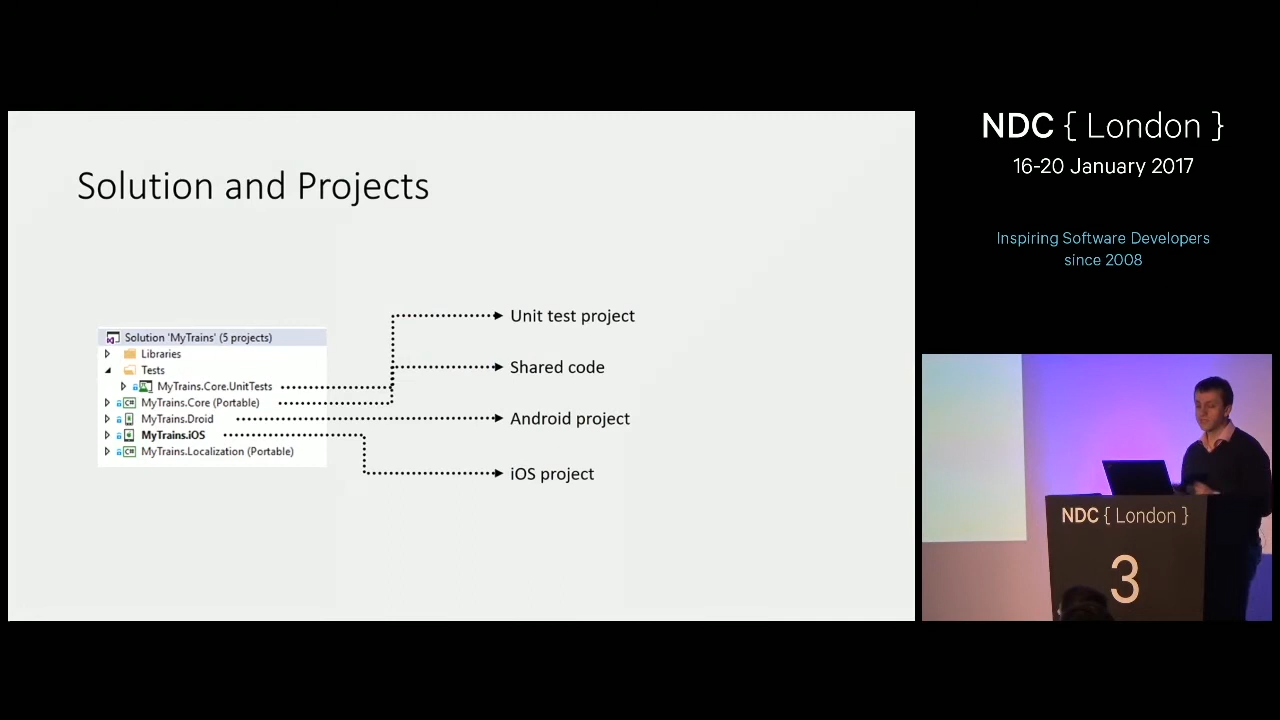 Solution and Projects
Solution 'MyTrains' (5 projects)
Libraries
Tests
MyTrains.Core.UnitTests
MyTrains.Core (Portable)
MyTrains.Droid
MyTrains.iOS
MyTrains.Localization (Portable)
Unit test project
Shared code
Android project
iOS project
NDC { London }
16-20 January 2017
Inspiring Software Developers
since 2008
NDC { London }
3